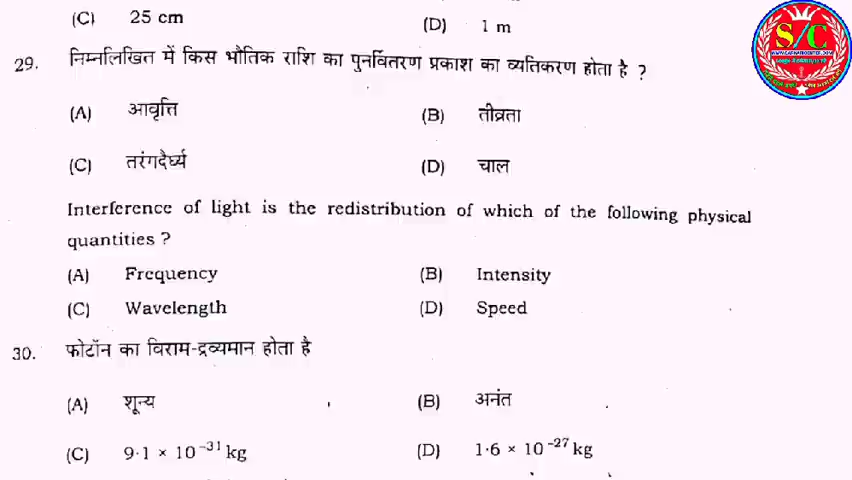 (C) 25 cm (D) 1 m
29. निम्नलिखित में किस भौतिक राशि का पुनर्वितरण प्रकाश का व्यतिकरण होता है ?
(A) आवृत्ति (B) तीव्रता
(C) तरंगदैर्घ्य (D) चाल
Interference of light is the redistribution of which of the following physical
quantities ?
(A) Frequency (B) Intensity
(C) Wavelength (D) Speed
30. फोटॉन का विराम-द्रव्यमान होता है
(A) शून्य (B) अनंत
(C) 9·1 × 10⁻³¹ kg (D) 1·6 × 10⁻²⁷ kg
S/C